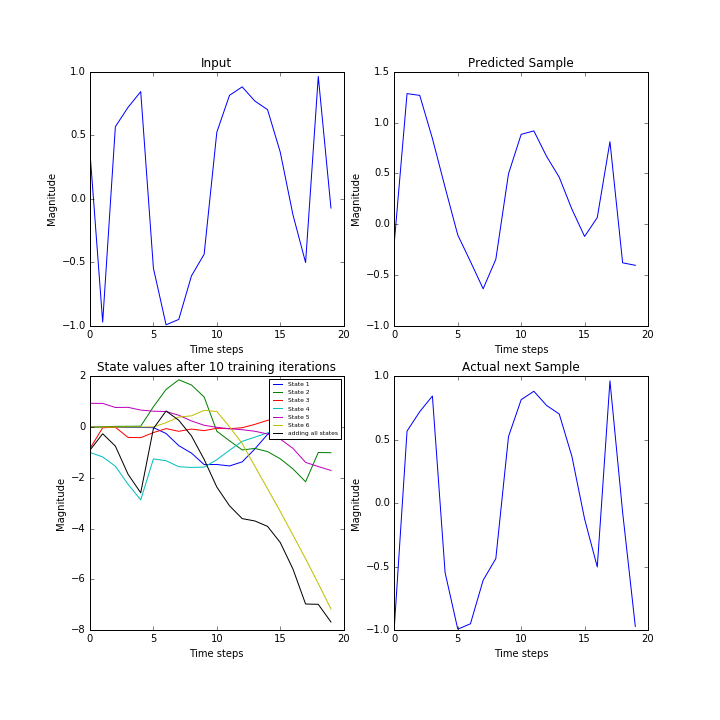 Input
1.0
0.5
0.0
−0.5
−1.0
Magnitude
0 5 10 15 20
Time steps
Predicted Sample
1.5
1.0
0.5
0.0
−0.5
−1.0
Magnitude
0 5 10 15 20
Time steps
State values after 10 training iterations
2
0
−2
−4
−6
−8
Magnitude
State 1
State 2
State 3
State 4
State 5
State 6
adding all states
0 5 10 15 20
Time steps
Actual next Sample
1.0
0.5
0.0
−0.5
−1.0
Magnitude
0 5 10 15 20
Time steps